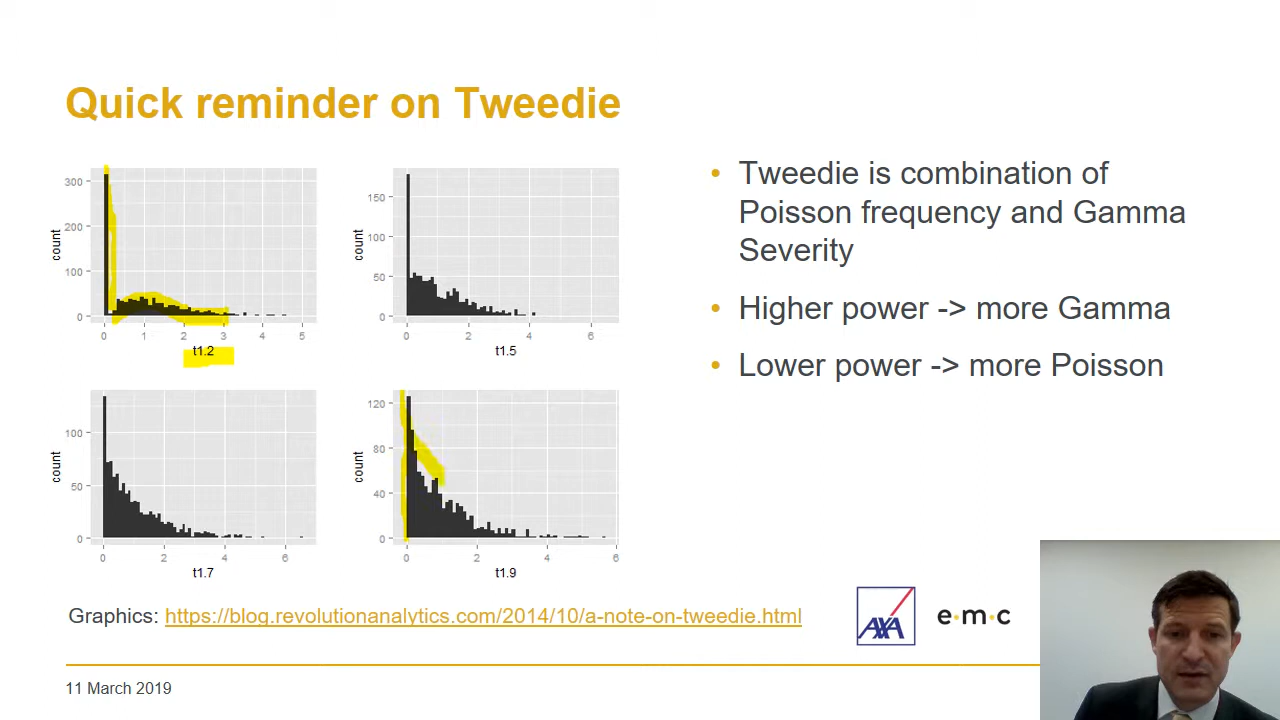 Quick reminder on Tweedie
300
200
100
0
count
0 1 2 3 4 5
t1.2
150
100
50
0
count
0 2 4 6
t1.5
100
50
0
count
0 2 4 6
t1.7
120
80
40
0
count
0 2 4 6
t1.9
• Tweedie is combination of
Poisson frequency and Gamma
Severity
• Higher power -> more Gamma
• Lower power -> more Poisson
Graphics: https://blog.revolutionanalytics.com/2014/10/a-note-on-tweedie.html
AXA
e·m·c
11 March 2019